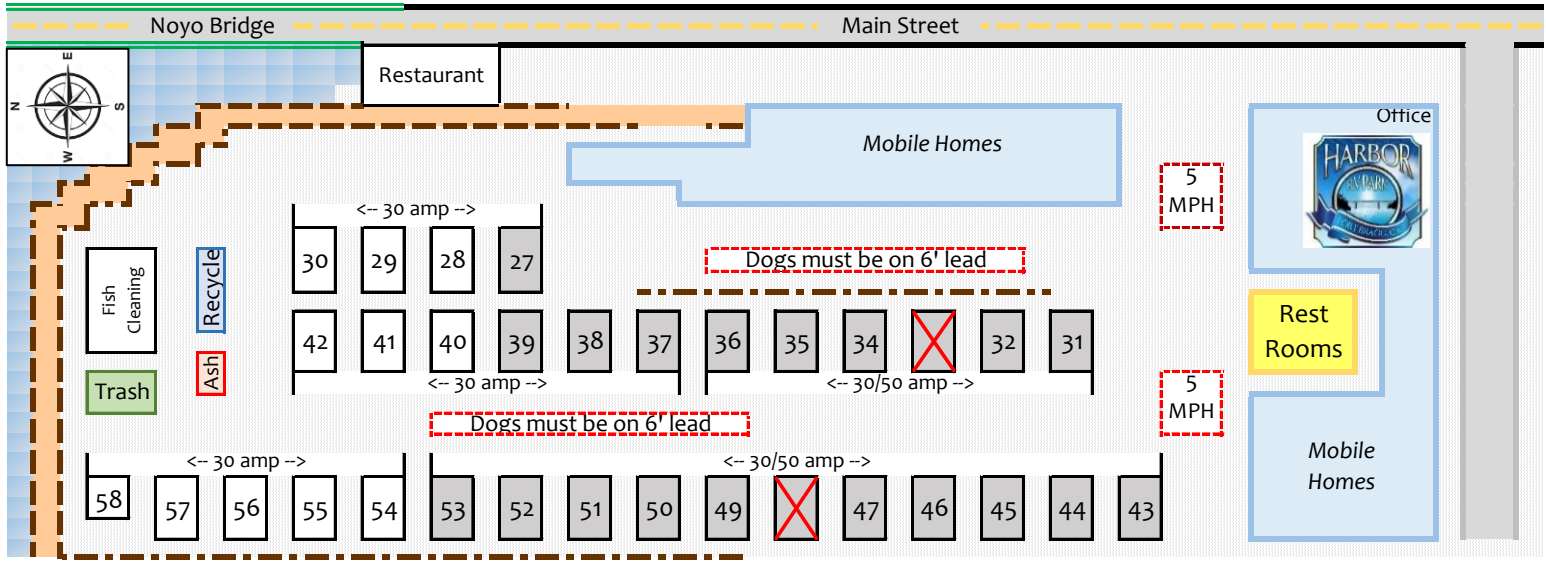 Noyo Bridge
Main Street
E
N
S
W
Restaurant
Mobile Homes
Office
HARBOR
RV PARK
FORT BRAGG, CA
5
MPH
<-- 30 amp -->
30
29
28
27
Dogs must be on 6' lead
Fish
Cleaning
Recycle
Rest
Rooms
42
41
40
39
38
37
36
35
34
32
31
Ash
Trash
<-- 30 amp -->
<-- 30/50 amp -->
5
MPH
Dogs must be on 6' lead
Mobile
Homes
<-- 30 amp -->
<-- 30/50 amp -->
58
57
56
55
54
53
52
51
50
49
47
46
45
44
43